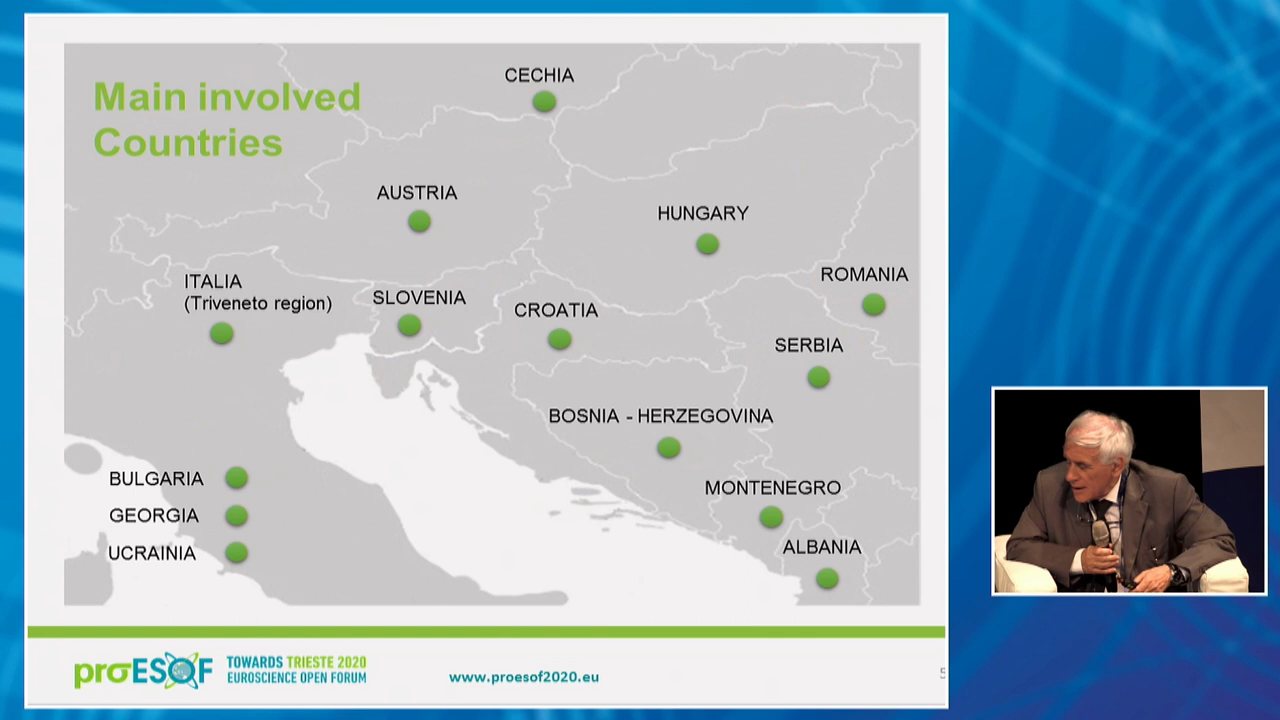 Main involved
Countries
CECHIA
AUSTRIA
HUNGARY
ROMANIA
ITALIA
(Triveneto region)
SLOVENIA
CROATIA
SERBIA
BOSNIA - HERZEGOVINA
BULGARIA
GEORGIA
UCRAINIA
MONTENEGRO
ALBANIA
proESOF
TOWARDS TRIESTE 2020
EUROSCIENCE OPEN FORUM
www.proesof2020.eu